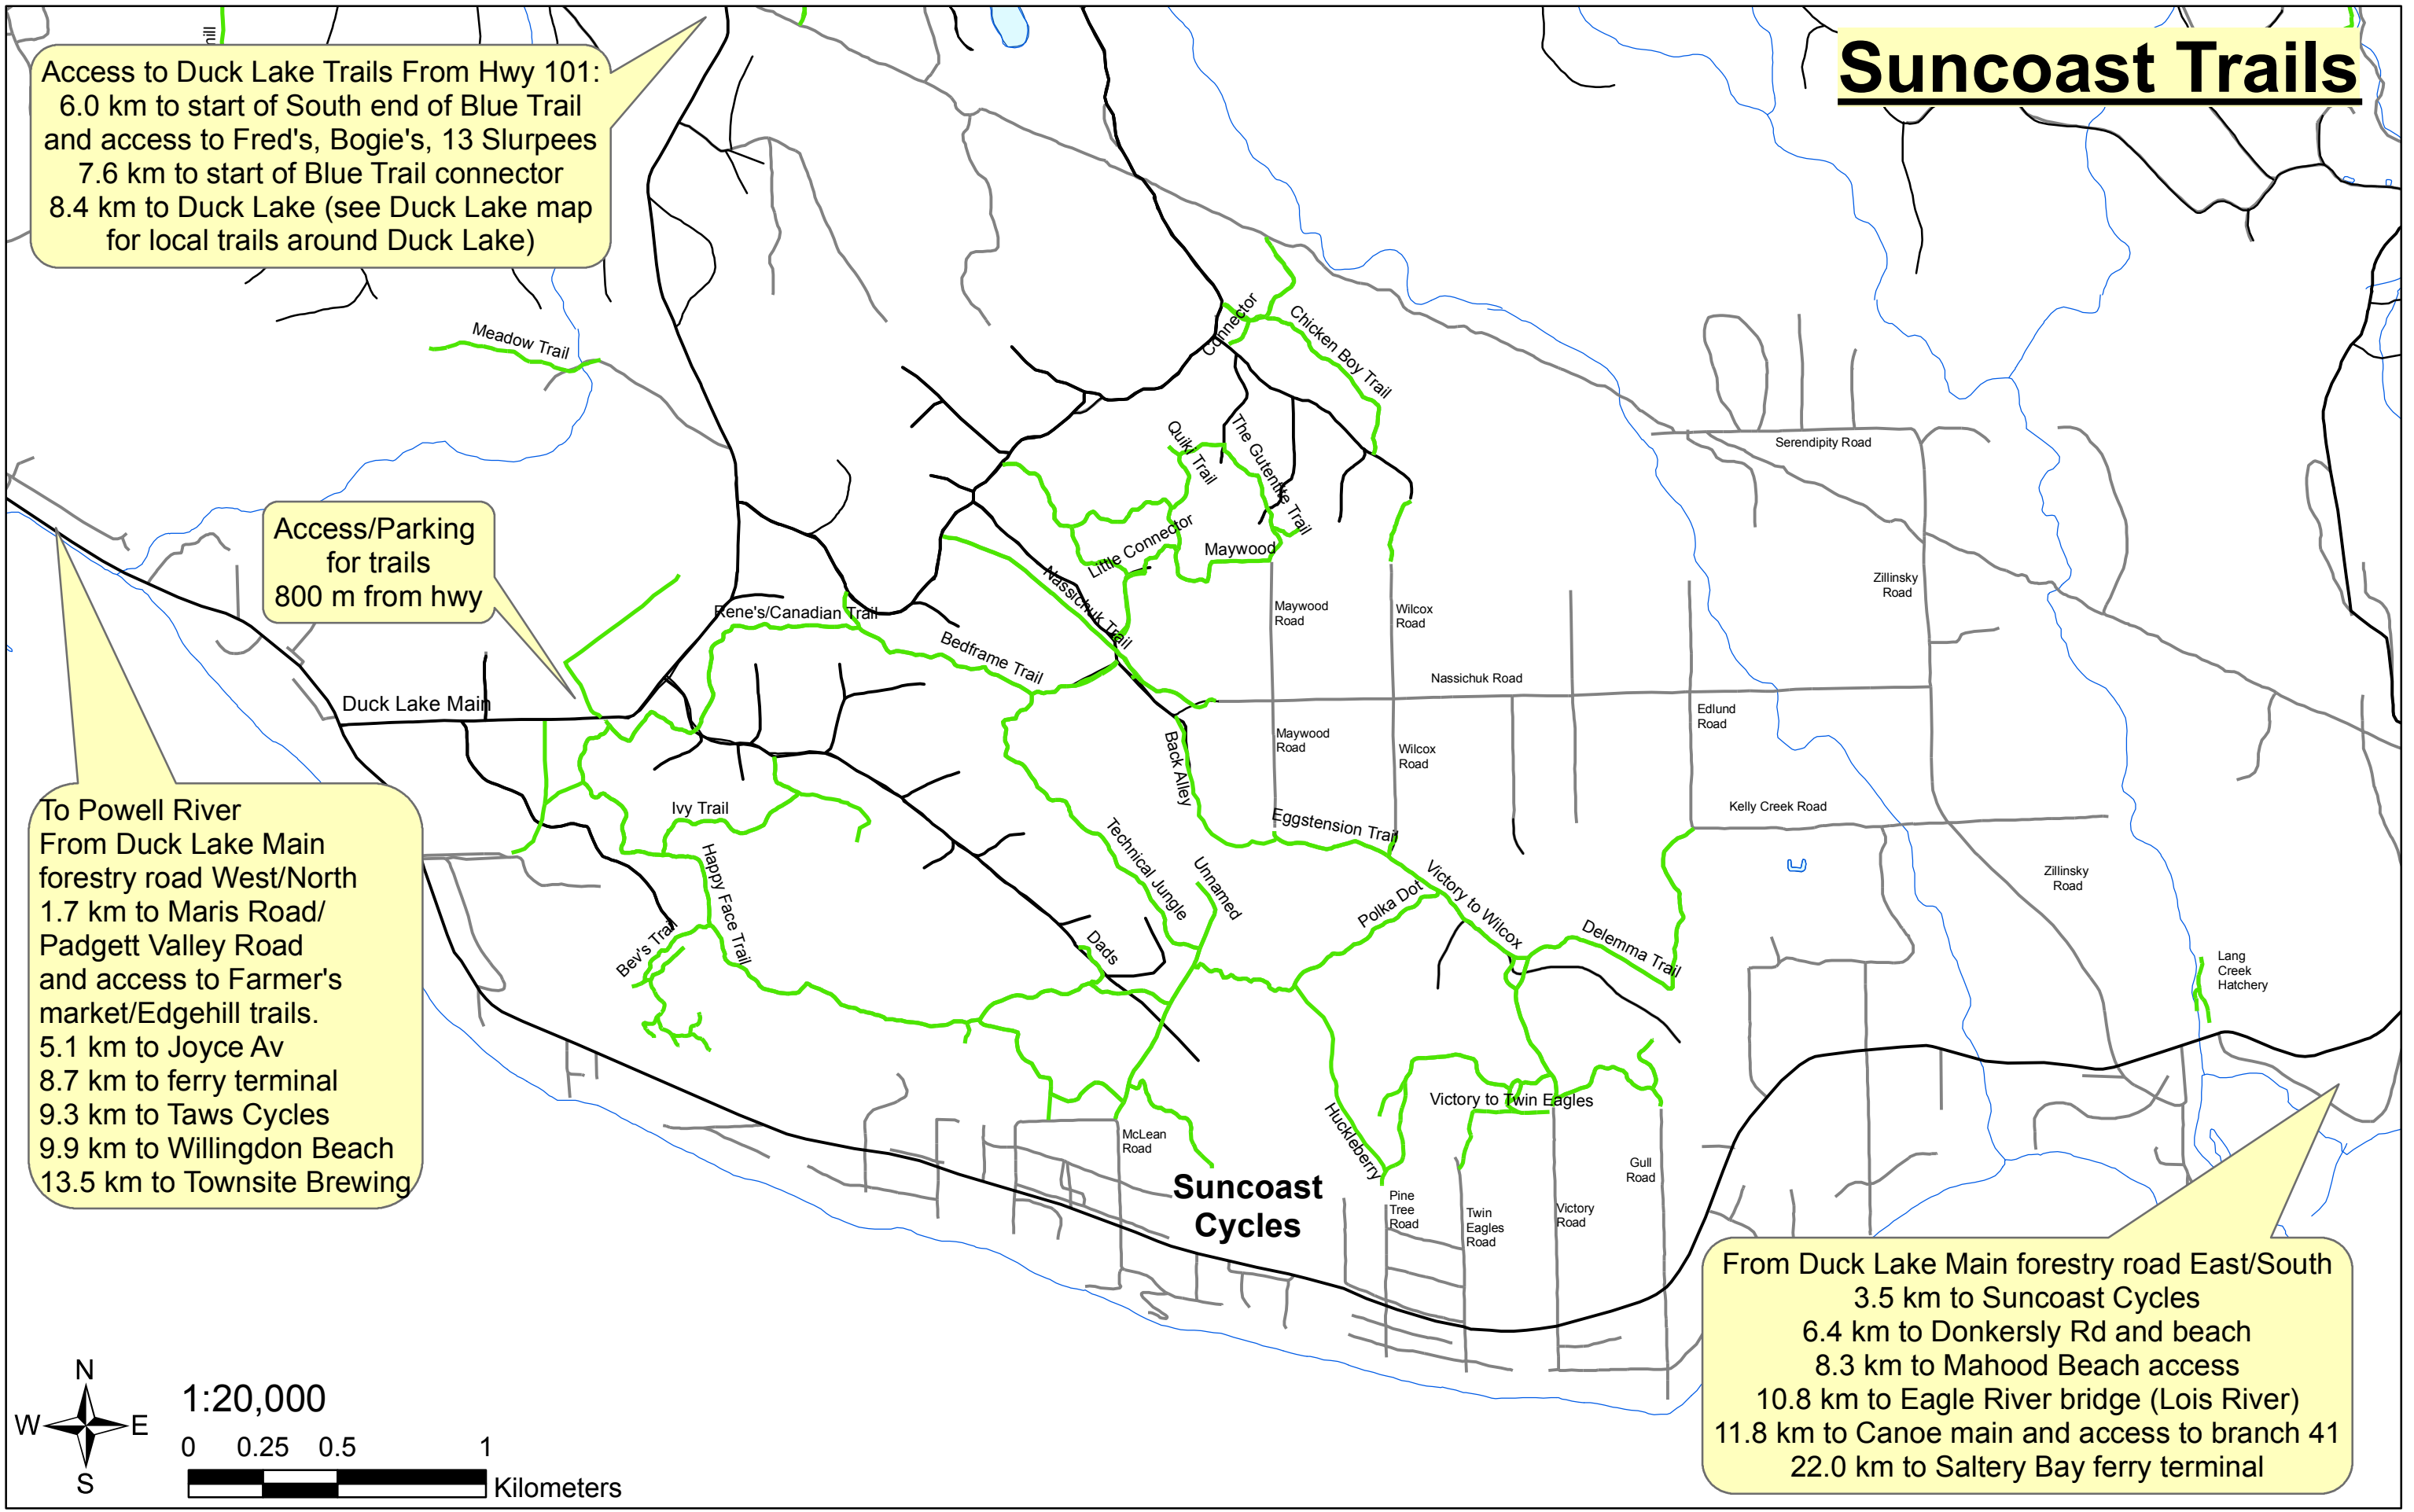 Suncoast Trails
Access to Duck Lake Trails From Hwy 101:
6.0 km to start of South end of Blue Trail
and access to Fred's, Bogie's, 13 Slurpees
7.6 km to start of Blue Trail connector
8.4 km to Duck Lake (see Duck Lake map
for local trails around Duck Lake)
Meadow Trail
Connector
Chicken Boy Trail
Quiki Trail
The Gutentite Trail
Serendipity Road
Access/Parking
for trails
800 m from hwy
Little Connector
Maywood
Nassichuk Trail
Rene's/Canadian Trail
Bedframe Trail
Maywood
Road
Wilcox
Road
Zillinsky
Road
Nassichuk Road
Duck Lake Main
Edlund
Road
Maywood
Road
Wilcox
Road
Back Alley
Kelly Creek Road
Ivy Trail
Eggstension Trail
To Powell River
From Duck Lake Main
forestry road West/North
1.7 km to Maris Road/
Padgett Valley Road
and access to Farmer's
market/Edgehill trails.
5.1 km to Joyce Av
8.7 km to ferry terminal
9.3 km to Taws Cycles
9.9 km to Willingdon Beach
13.5 km to Townsite Brewing
Happy Face Trail
Technical Jungle
Unnamed
Polka Dot
Victory to Wilcox
Zillinsky
Road
Bev's Trail
Dads
Delemma Trail
Lang
Creek
Hatchery
Victory to Twin Eagles
Huckleberry
McLean
Road
Gull
Road
Suncoast
Cycles
Pine
Tree
Road
Twin
Eagles
Road
Victory
Road
From Duck Lake Main forestry road East/South
3.5 km to Suncoast Cycles
6.4 km to Donkersly Rd and beach
8.3 km to Mahood Beach access
10.8 km to Eagle River bridge (Lois River)
11.8 km to Canoe main and access to branch 41
22.0 km to Saltery Bay ferry terminal
N
W E
S
1:20,000
0 0.25 0.5 1
Kilometers